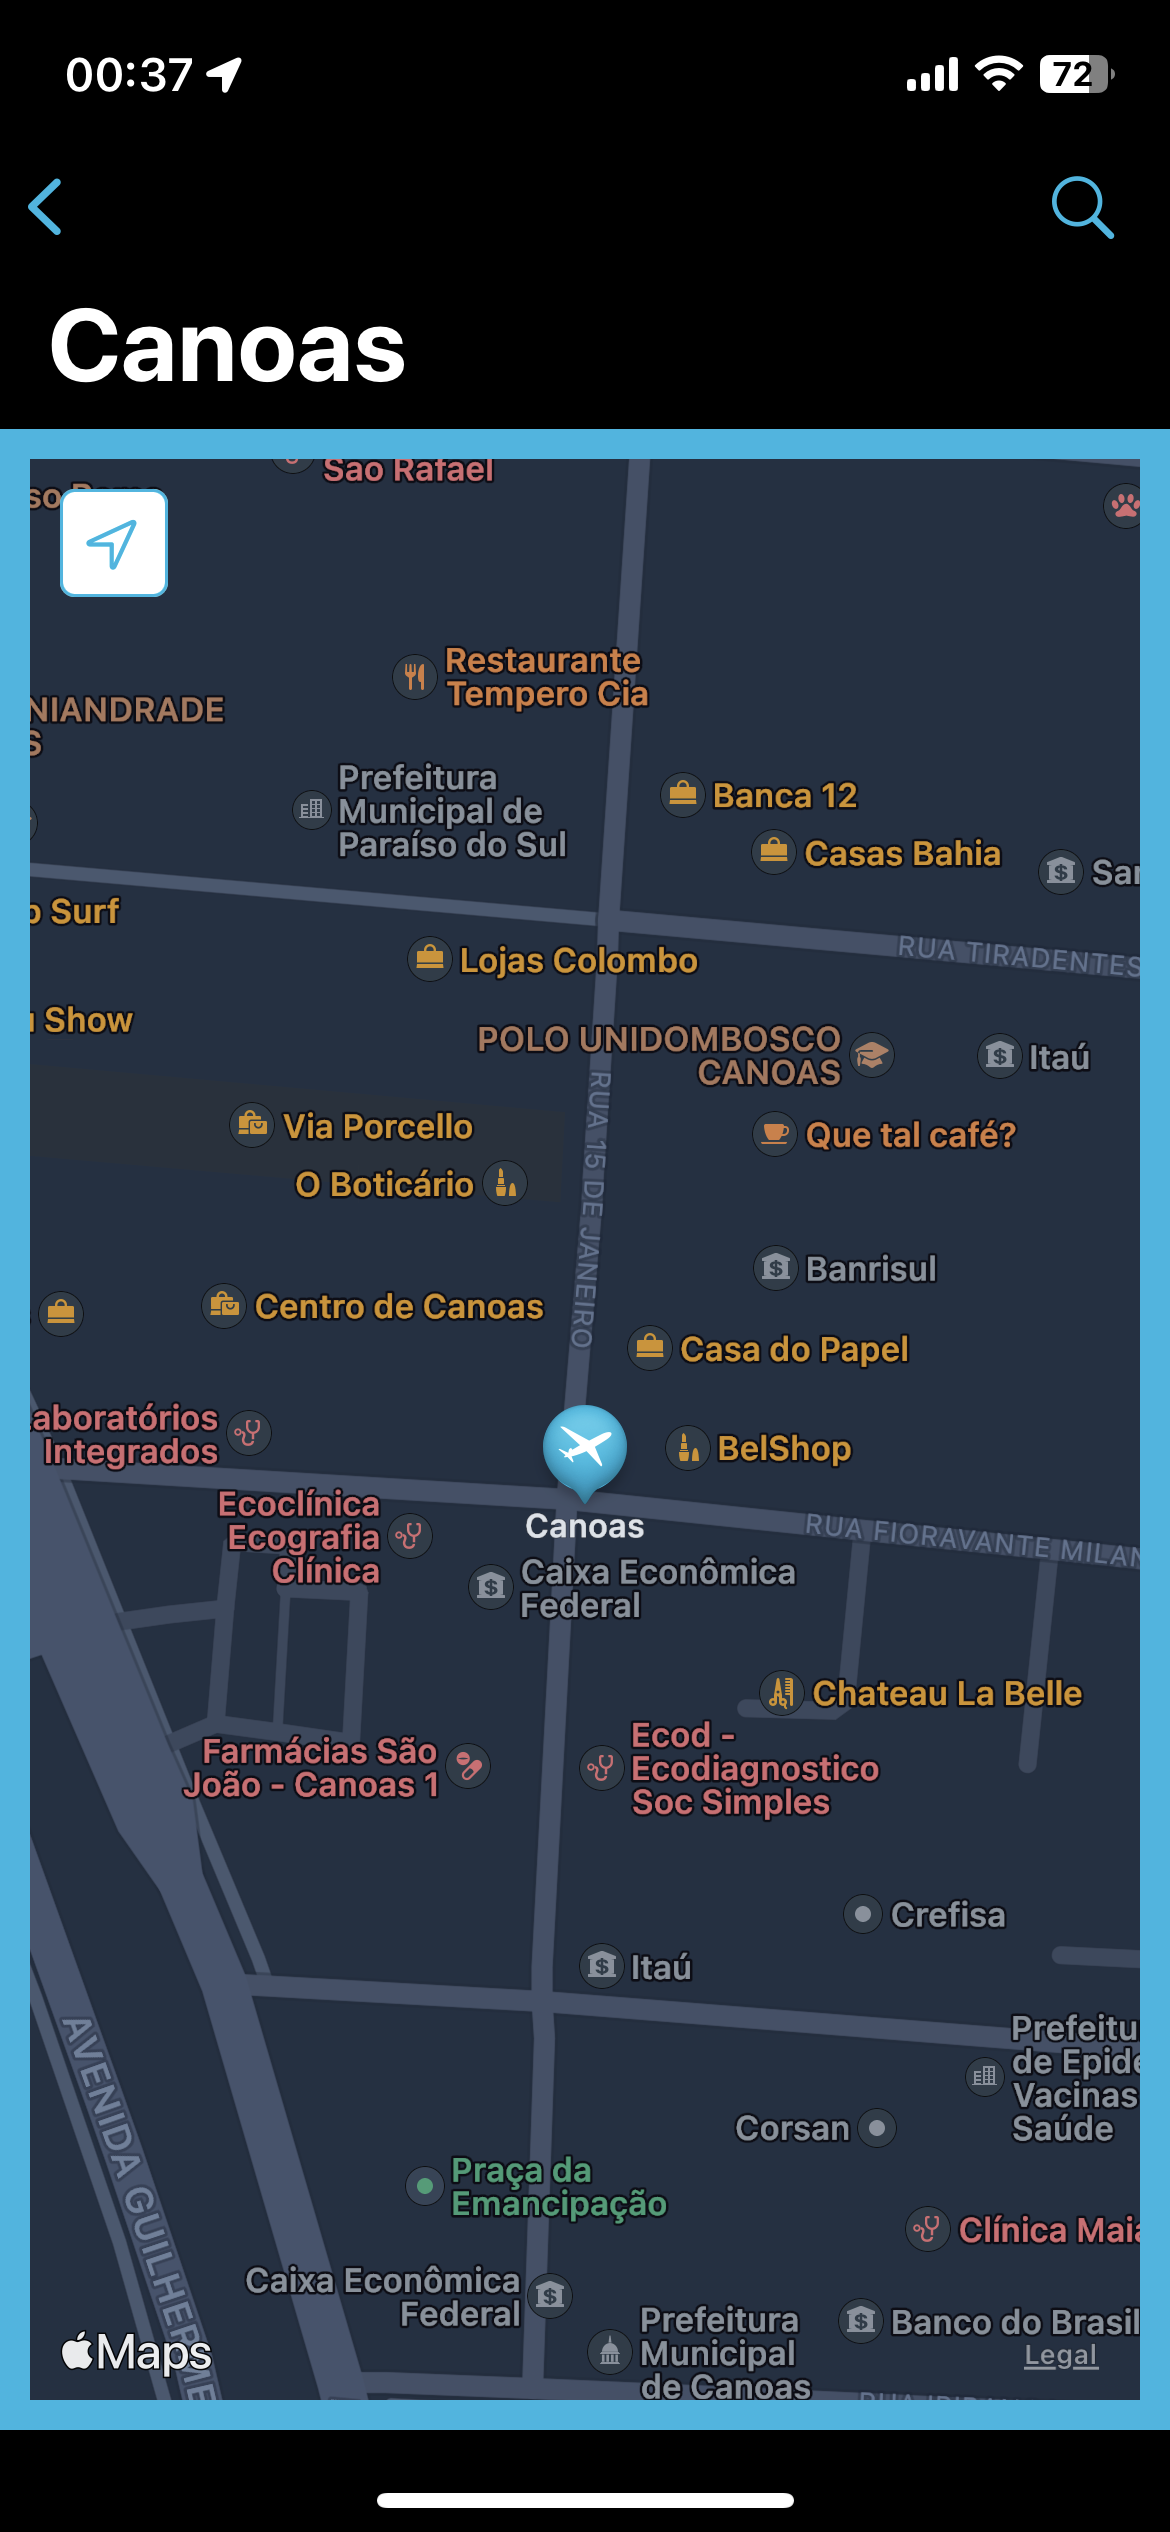 00:37
72
Canoas
São Rafael
Restaurante
Tempero Cia
NIANDRADE
S
Prefeitura
Municipal de
Paraíso do Sul
Banca 12
Casas Bahia
Surf
RUA TIRADENTES
Lojas Colombo
Show
POLO UNIDOMBOSCO
CANOAS
Itaú
RUA 15 DE JANEIRO
Via Porcello
Que tal café?
O Boticário
Banrisul
Centro de Canoas
Casa do Papel
aboratórios
Integrados
BelShop
Ecoclínica
Ecografia
Clínica
Canoas
RUA FIORAVANTE MILAN
Caixa Econômica
Federal
Chateau La Belle
Farmácias São
João - Canoas 1
Ecod -
Ecodiagnostico
Soc Simples
Crefisa
Itaú
AVENIDA GUILHERME
Prefeitu
de Epide
Vacinas
Saúde
Corsan
Praça da
Emancipação
Clínica Maia
Caixa Econômica
Federal
Prefeitura
Municipal
de Canoas
Banco do Brasil
Maps
Legal